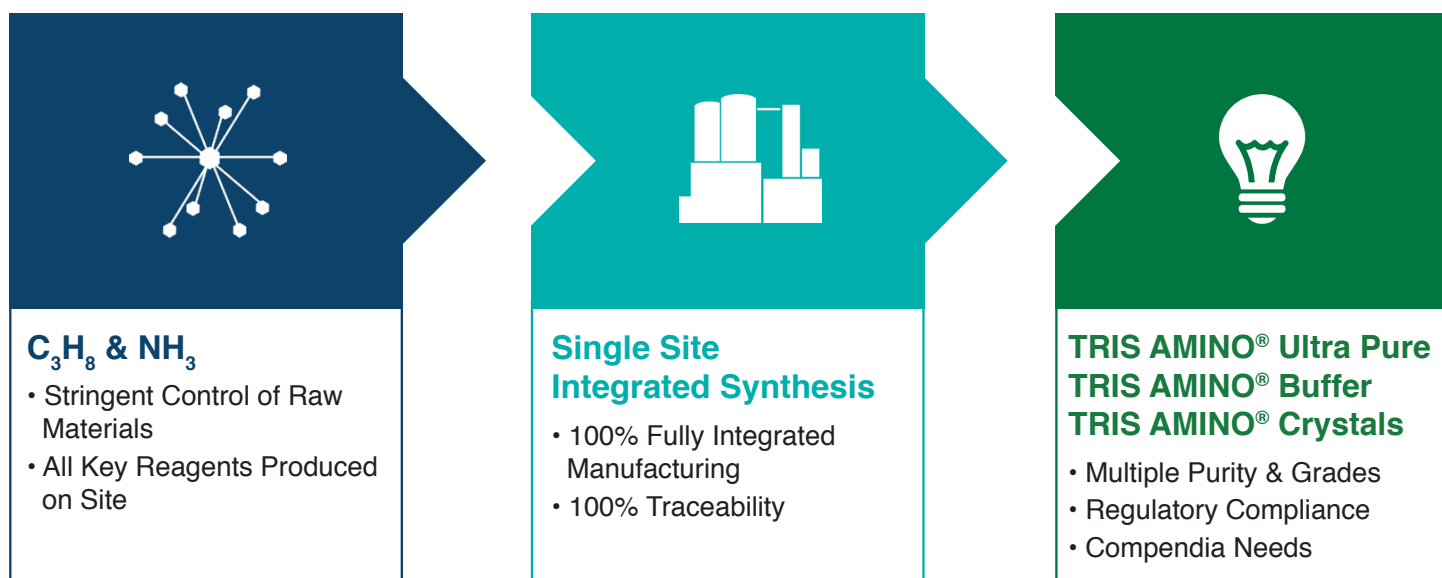 C₃H₈ & NH₃
• Stringent Control of Raw
Materials
• All Key Reagents Produced
on Site
Single Site
Integrated Synthesis
• 100% Fully Integrated
Manufacturing
• 100% Traceability
TRIS AMINO® Ultra Pure
TRIS AMINO® Buffer
TRIS AMINO® Crystals
• Multiple Purity & Grades
• Regulatory Compliance
• Compendia Needs